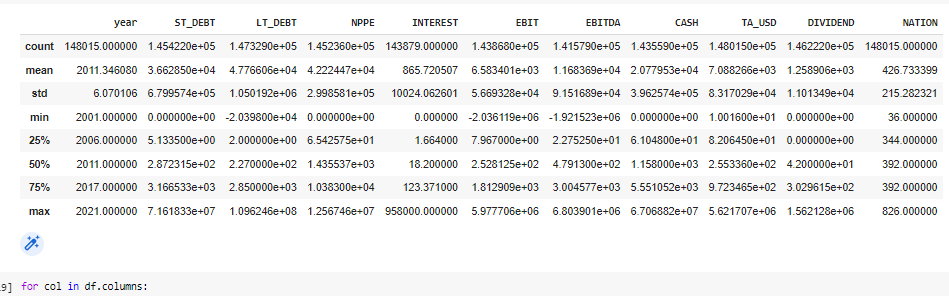 year ST_DEBT LT_DEBT NPPE INTEREST EBIT EBITDA CASH TA_USD DIVIDEND NATION
count 148015.000000 1.454220e+05 1.473290e+05 1.452360e+05 143879.000000 1.438680e+05 1.415790e+05 1.435590e+05 1.480150e+05 1.462220e+05 148015.000000
mean 2011.346080 3.662850e+04 4.776606e+04 4.222447e+04 865.720507 6.583401e+03 1.168369e+04 2.077953e+04 7.088266e+03 1.258906e+03 426.733399
std 6.070106 6.799574e+05 1.050192e+06 2.998581e+05 10024.062601 5.669328e+04 9.151689e+04 3.962574e+05 8.317029e+04 1.101349e+04 215.282321
min 2001.000000 0.000000e+00 -2.039800e+04 0.000000e+00 0.000000 -2.036119e+06 -1.921523e+06 0.000000e+00 1.001600e+01 0.000000e+00 36.000000
25% 2006.000000 5.133500e+00 2.000000e+00 6.542575e+01 1.664000 7.967000e+00 2.275250e+01 6.104800e+01 8.206450e+01 0.000000e+00 344.000000
50% 2011.000000 2.872315e+02 2.270000e+02 1.435537e+03 18.200000 2.528125e+02 4.791300e+02 1.158000e+03 2.553360e+02 4.200000e+01 392.000000
75% 2017.000000 3.166533e+03 2.850000e+03 1.038300e+04 123.371000 1.812909e+03 3.004577e+03 5.551052e+03 9.723465e+02 3.029615e+02 392.000000
max 2021.000000 7.161833e+07 1.096246e+08 1.256746e+07 958000.000000 5.977706e+06 6.803901e+06 6.706882e+07 5.621707e+06 1.562128e+06 826.000000
9] for col in df.columns: